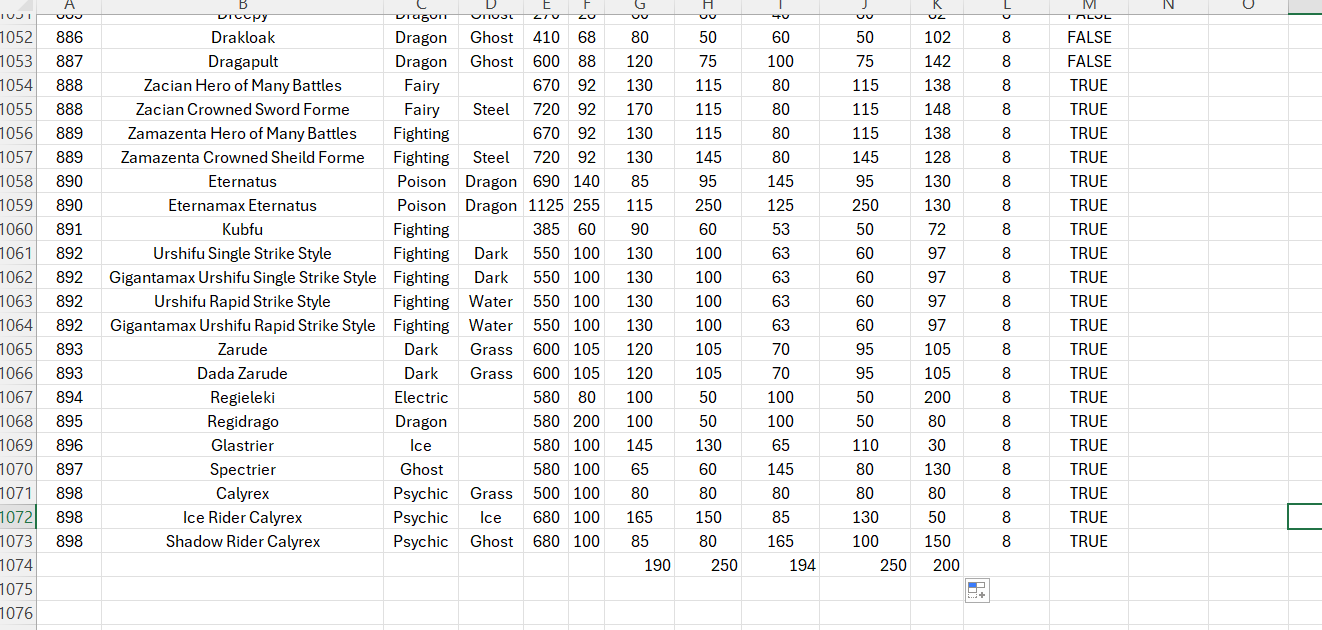 A B C D E F G H I J K L M N O
1051 885 Dreepy Dragon Ghost 270 28 60 30 40 30 82 8 FALSE
1052 886 Drakloak Dragon Ghost 410 68 80 50 60 50 102 8 FALSE
1053 887 Dragapult Dragon Ghost 600 88 120 75 100 75 142 8 FALSE
1054 888 Zacian Hero of Many Battles Fairy 670 92 130 115 80 115 138 8 TRUE
1055 888 Zacian Crowned Sword Forme Fairy Steel 720 92 170 115 80 115 148 8 TRUE
1056 889 Zamazenta Hero of Many Battles Fighting 670 92 130 115 80 115 138 8 TRUE
1057 889 Zamazenta Crowned Sheild Forme Fighting Steel 720 92 130 145 80 145 128 8 TRUE
1058 890 Eternatus Poison Dragon 690 140 85 95 145 95 130 8 TRUE
1059 890 Eternamax Eternatus Poison Dragon 1125 255 115 250 125 250 130 8 TRUE
1060 891 Kubfu Fighting 385 60 90 60 53 50 72 8 TRUE
1061 892 Urshifu Single Strike Style Fighting Dark 550 100 130 100 63 60 97 8 TRUE
1062 892 Gigantamax Urshifu Single Strike Style Fighting Dark 550 100 130 100 63 60 97 8 TRUE
1063 892 Urshifu Rapid Strike Style Fighting Water 550 100 130 100 63 60 97 8 TRUE
1064 892 Gigantamax Urshifu Rapid Strike Style Fighting Water 550 100 130 100 63 60 97 8 TRUE
1065 893 Zarude Dark Grass 600 105 120 105 70 95 105 8 TRUE
1066 893 Dada Zarude Dark Grass 600 105 120 105 70 95 105 8 TRUE
1067 894 Regieleki Electric 580 80 100 50 100 50 200 8 TRUE
1068 895 Regidrago Dragon 580 200 100 50 100 50 80 8 TRUE
1069 896 Glastrier Ice 580 100 145 130 65 110 30 8 TRUE
1070 897 Spectrier Ghost 580 100 65 60 145 80 130 8 TRUE
1071 898 Calyrex Psychic Grass 500 100 80 80 80 80 80 8 TRUE
1072 898 Ice Rider Calyrex Psychic Ice 680 100 165 150 85 130 50 8 TRUE
1073 898 Shadow Rider Calyrex Psychic Ghost 680 100 85 80 165 100 150 8 TRUE
1074 190 250 194 250 200
1075
1076